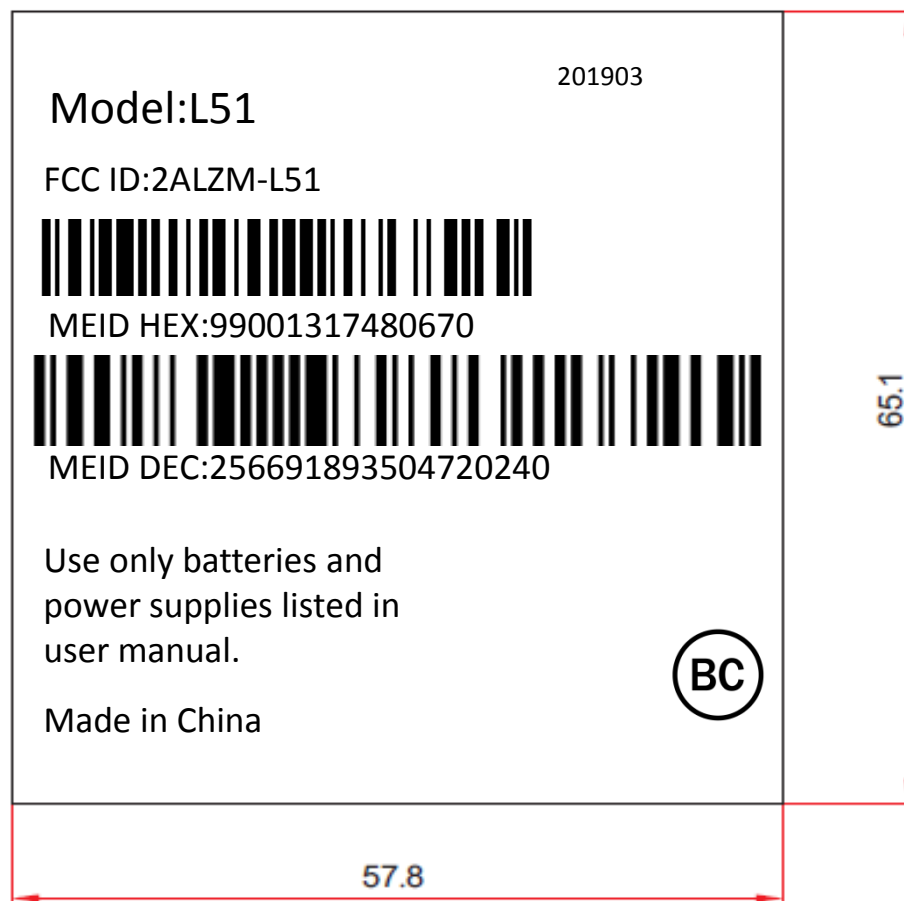 201903
Model:L51
FCC ID:2ALZM-L51
MEID HEX:99001317480670
MEID DEC:256691893504720240
Use only batteries and
power supplies listed in
user manual.
BC
Made in China
65.1
57.8